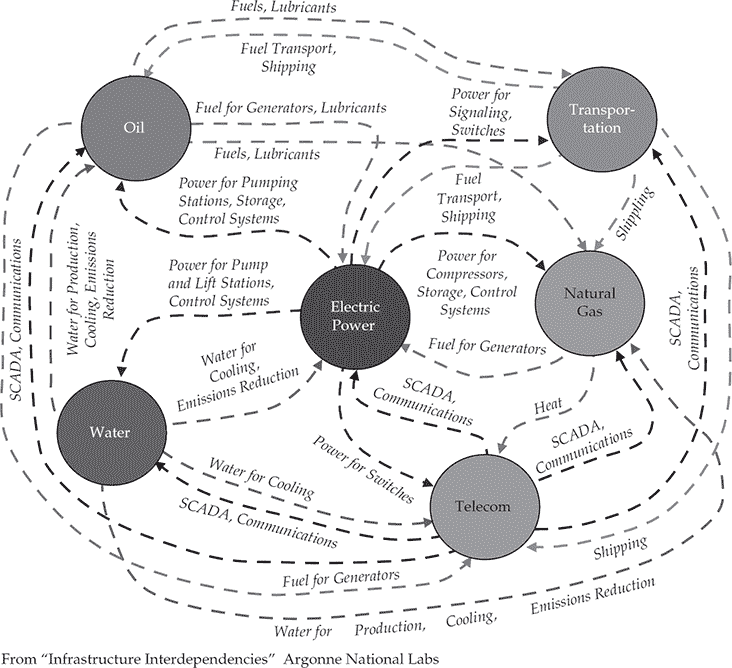 Fuels, Lubricants
Fuel Transport,
Shipping
Oil
Fuel for Generators, Lubricants
Fuels, Lubricants
Power for
Signaling,
Switches
Transpor-
tation
Power for Pumping
Stations, Storage,
Control Systems
Fuel
Transport,
Shipping
Shippling
SCADA, Communications
Water for Production,
Cooling, Emissions
Reduction
Power for Pump
and Lift Stations,
Control Systems
Electric
Power
Power for
Compressors,
Storage, Control
Systems
Natural
Gas
SCADA,
Communications
Fuel for Generators
Water for
Cooling,
Emissions Reduction
SCADA,
Communications
Heat
SCADA,
Communications
Water
Power for Switches
Water for Cooling
Telecom
SCADA, Communications
Shipping
Fuel for Generators
Water for Production, Cooling, Emissions Reduction
From "Infrastructure Interdependencies" Argonne National Labs